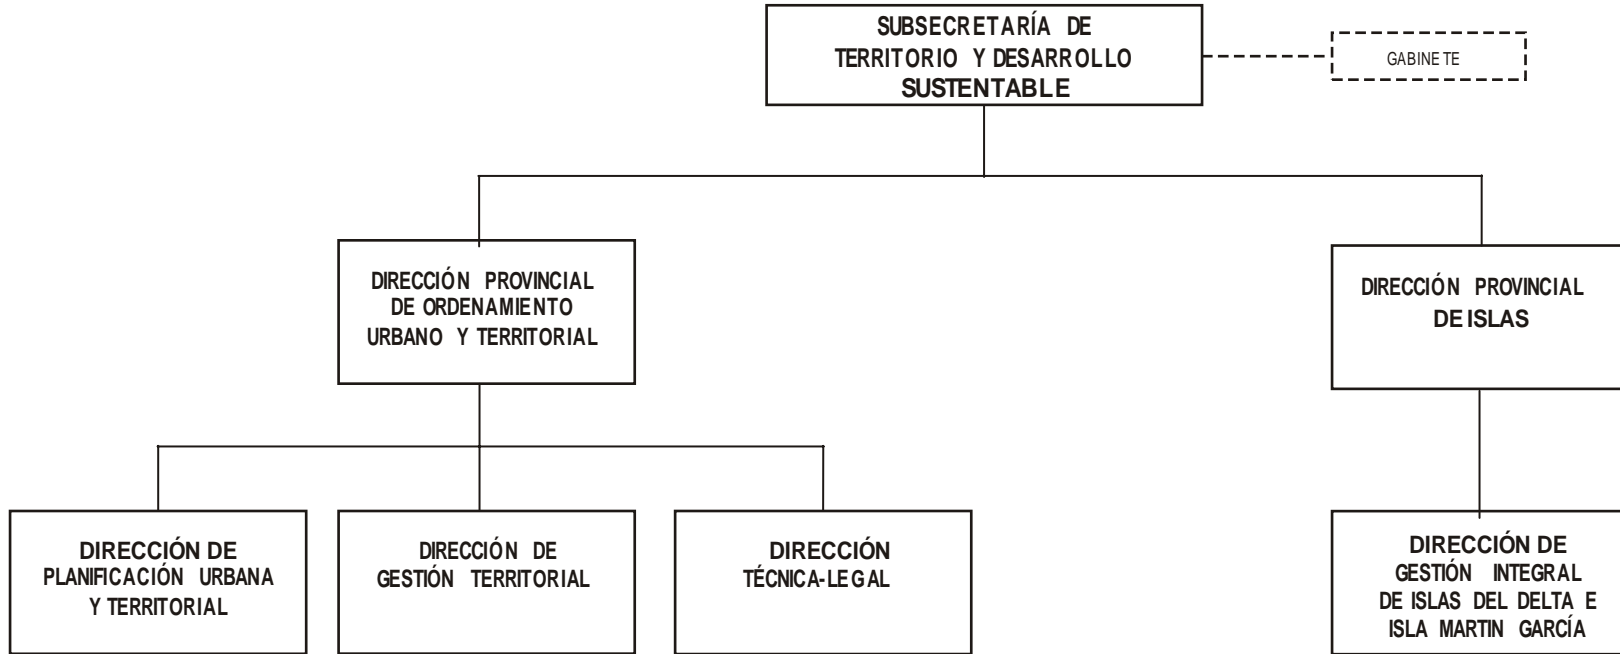 SUBSECRETARÍA DE
TERRITORIO Y DESARROLLO
SUSTENTABLE
GABINETE
DIRECCIÓN PROVINCIAL
DE ORDENAMIENTO
URBANO Y TERRITORIAL
DIRECCIÓN PROVINCIAL
DE ISLAS
DIRECCIÓN DE
PLANIFICACIÓN URBANA
Y TERRITORIAL
DIRECCIÓN DE
GESTIÓN TERRITORIAL
DIRECCIÓN
TÉCNICA-LEGAL
DIRECCIÓN DE
GESTIÓN INTEGRAL
DE ISLAS DEL DELTA E
ISLA MARTIN GARCÍA